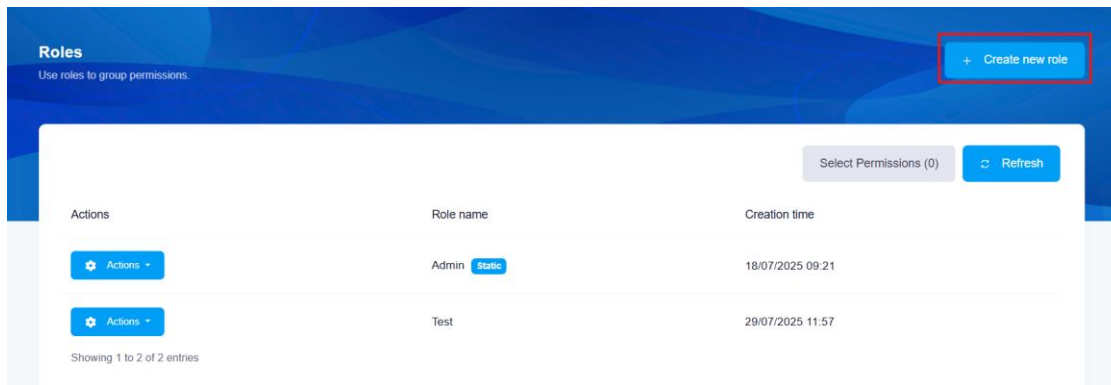 Roles
Use roles to group permissions.
+ Create new role
Select Permissions (0)
Refresh
Actions Role name Creation time
Actions Admin Static 18/07/2025 09:21
Actions Test 29/07/2025 11:57
Showing 1 to 2 of 2 entries